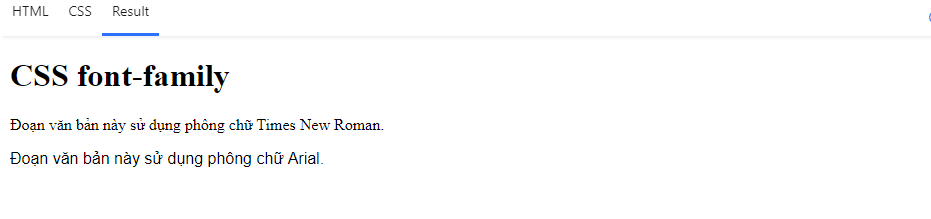 HTML CSS Result
CSS font-family
Đoạn văn bản này sử dụng phông chữ Times New Roman.
Đoạn văn bản này sử dụng phông chữ Arial.